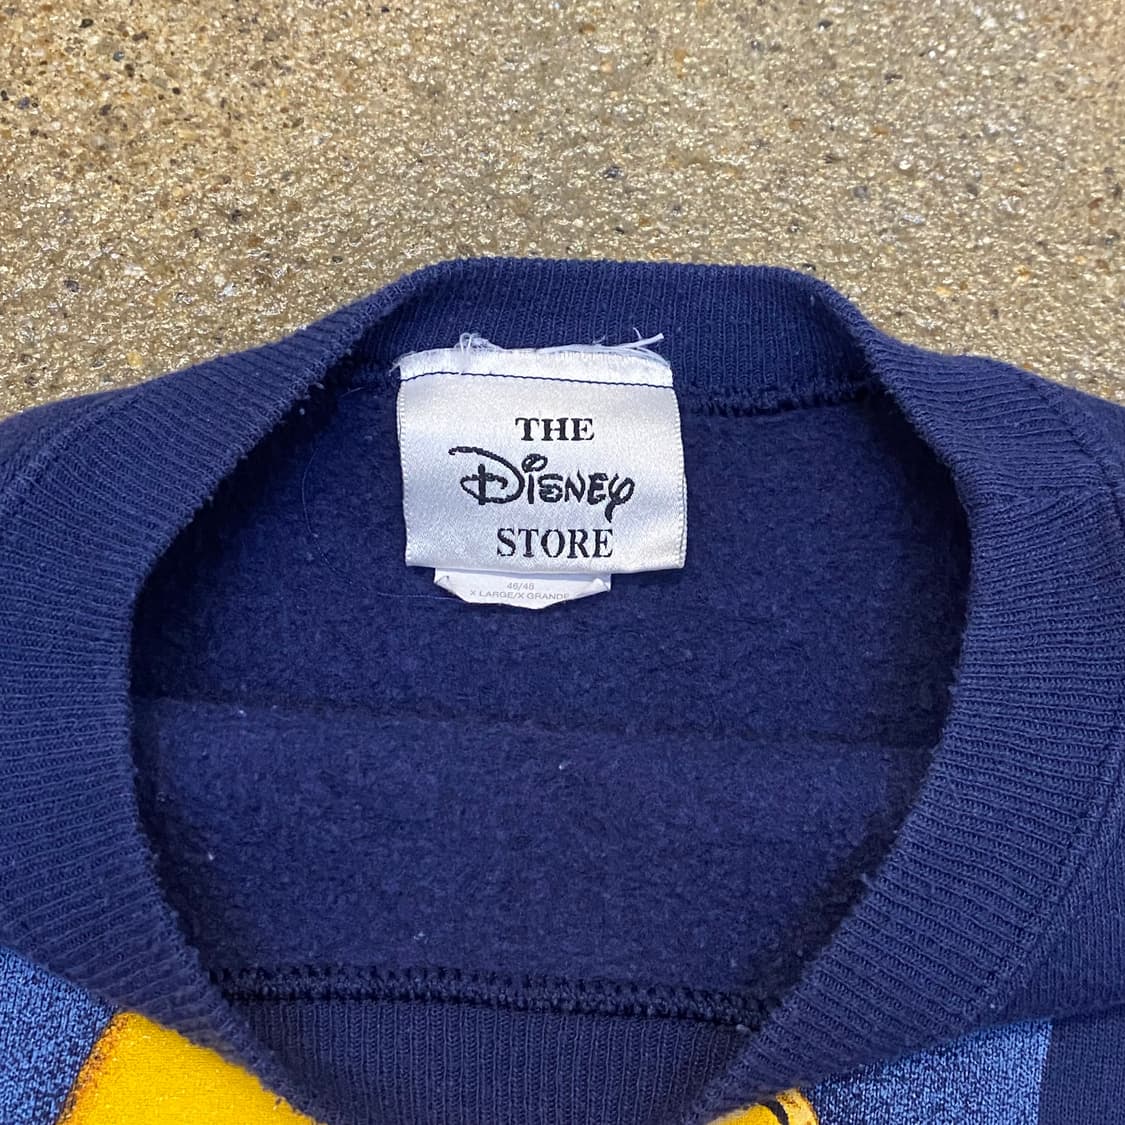 THE
Disney
STORE
46/48
X LARGE/X GRANDE